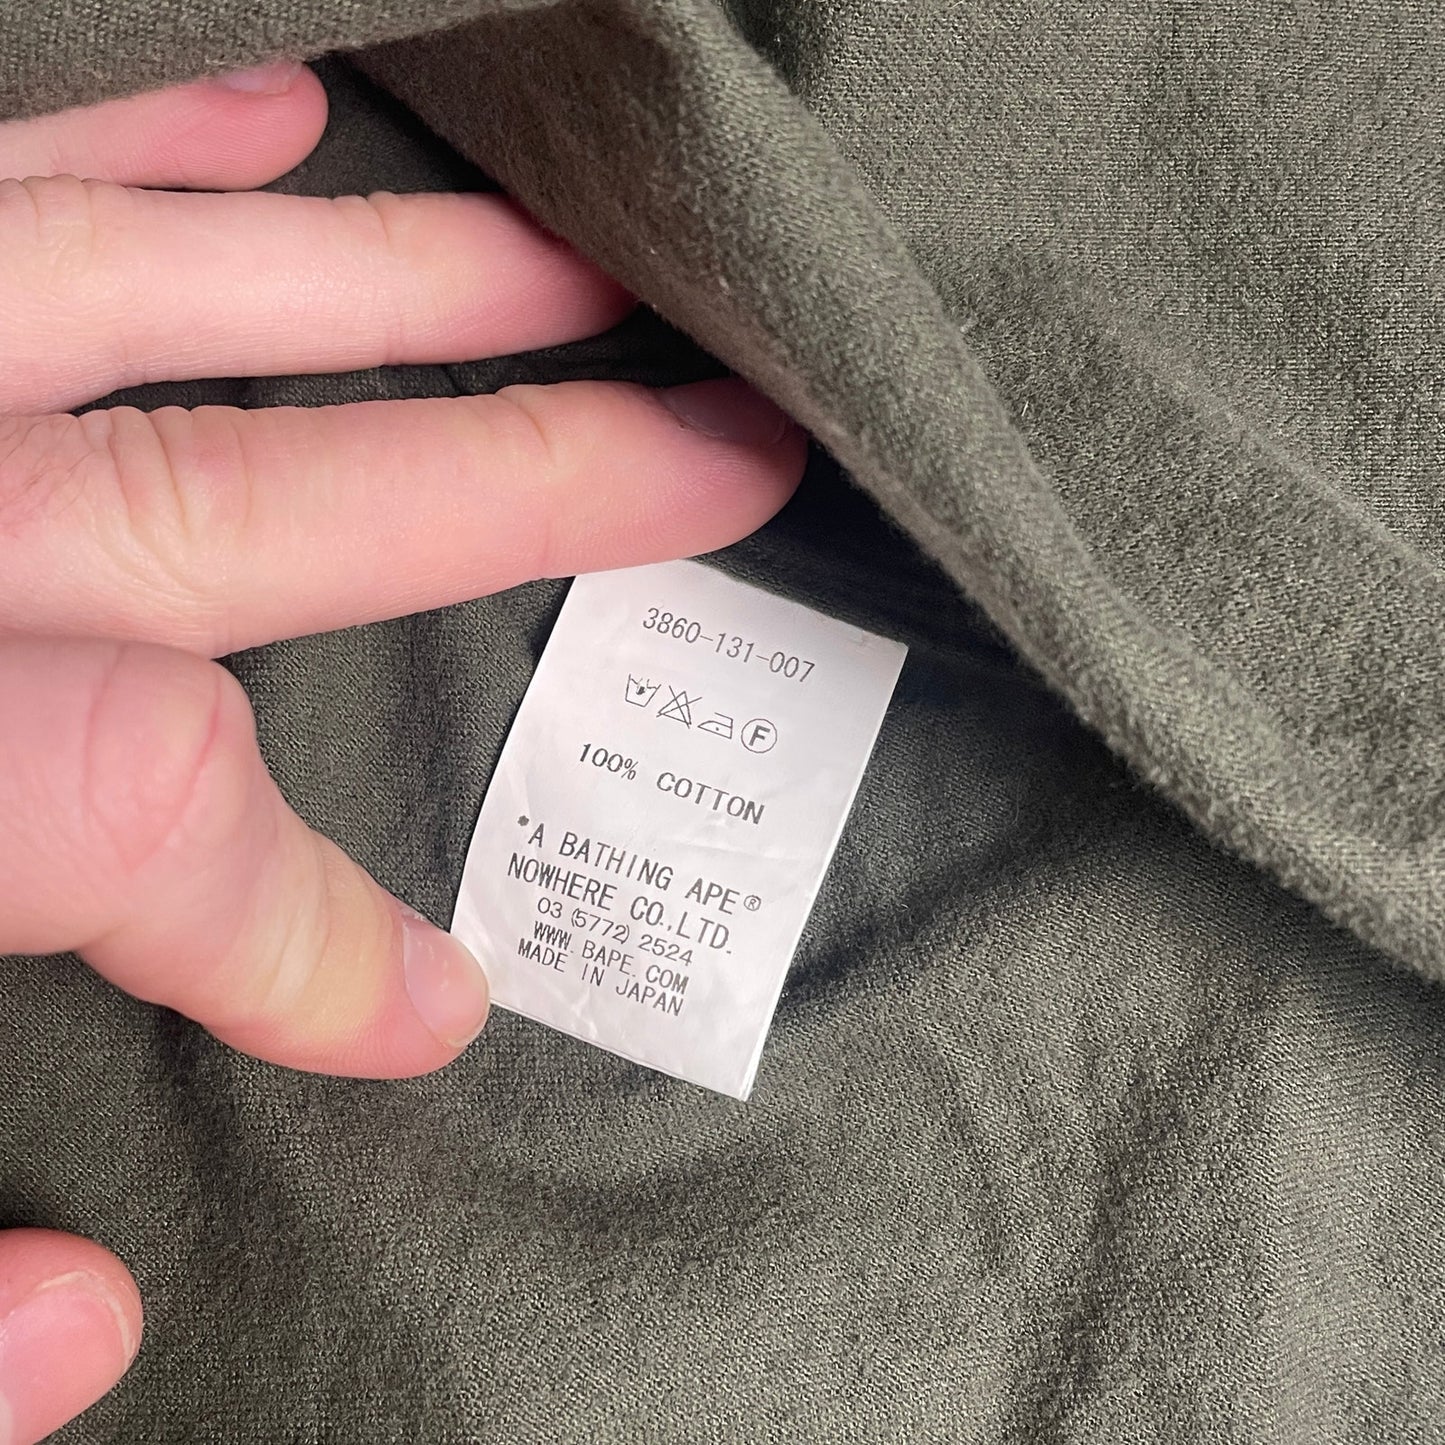 3860-131-007
F
100% COTTON
*A BATHING APE®
NOWHERE CO.,LTD.
03 (5772) 2524
WWW. BAPE. COM
MADE IN JAPAN